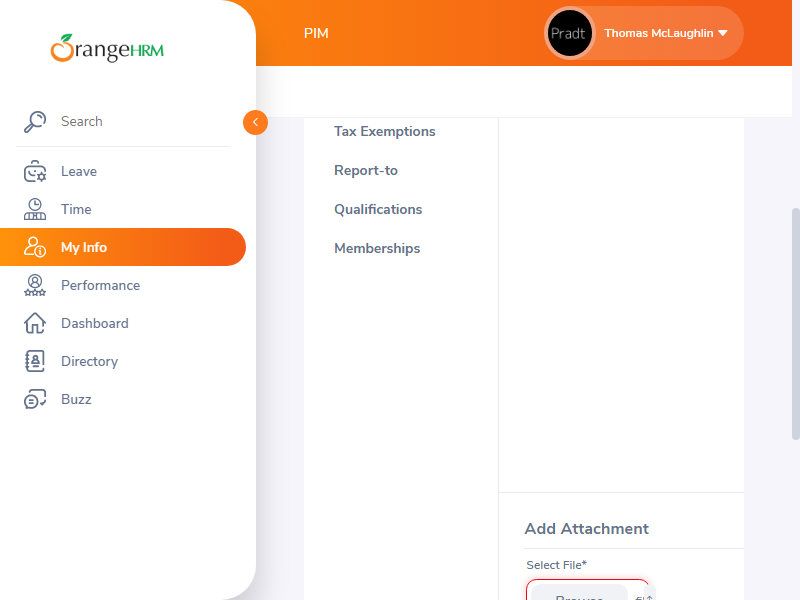 OrangeHRM
PIM
Pradt
Thomas McLaughlin
Search
Leave
Time
My Info
Performance
Dashboard
Directory
Buzz
Tax Exemptions
Report-to
Qualifications
Memberships
Add Attachment
Select File*
Browse